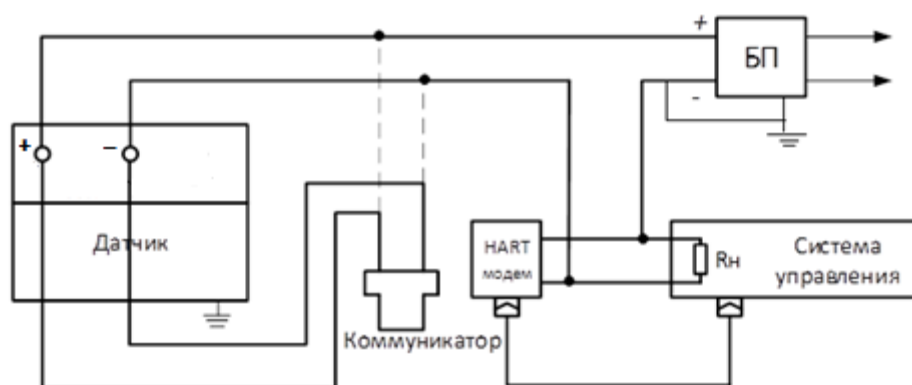 +
БП
-
+
–
Датчик
HART
модем
Rн
Система
управления
Коммуникатор